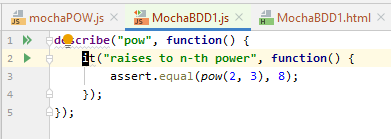 mochaPOW.js MochaBDD1.js MochaBDD1.html
1 describe("pow", function() {
2 it("raises to n-th power", function() {
3 assert.equal(pow(2, 3), 8);
4 });
5 });